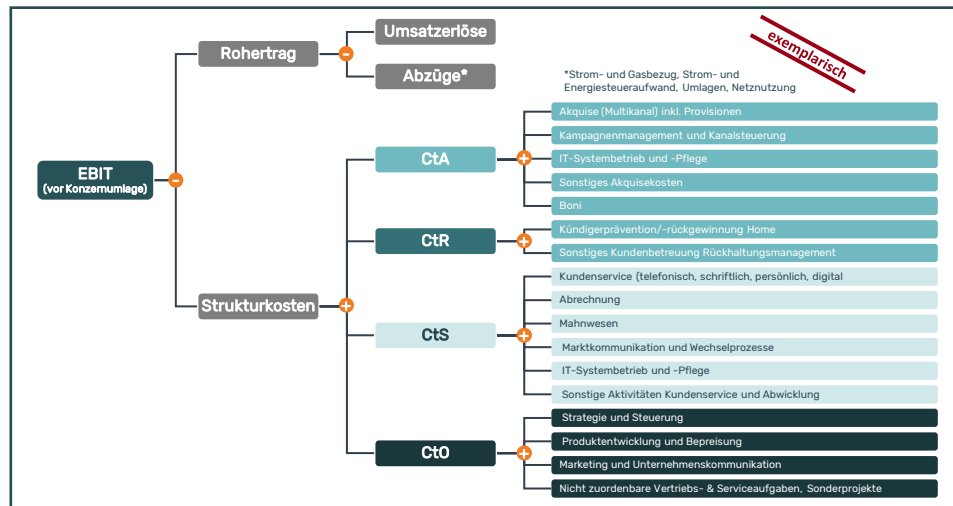 Umsatzerlöse
exemplarisch
Rohertrag
-
-
Abzüge*
*Strom- und Gasbezug, Strom- und
Energiesteueraufwand, Umlagen, Netznutzung
EBIT
(vor Konzernumlage)
-
CtA
+
Akquise (Multikanal) inkl. Provisionen
Kampagnenmanagement und Kanalsteuerung
IT-Systembetrieb und -Pflege
Sonstiges Akquisekosten
Boni
CtR
+
Kündigerprävention/-rückgewinnung Home
Sonstiges Kundenbetreuung Rückhaltungsmanagement
Strukturkosten
+
CtS
+
Kundenservice (telefonisch, schriftlich, persönlich, digital
Abrechnung
Mahnwesen
Marktkommunikation und Wechselprozesse
IT-Systembetrieb und -Pflege
Sonstige Aktivitäten Kundenservice und Abwicklung
CtO
+
Strategie und Steuerung
Produktentwicklung und Bepreisung
Marketing und Unternehmenskommunikation
Nicht zuordenbare Vertriebs- & Serviceaufgaben, Sonderprojekte